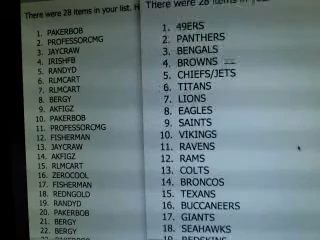 There were 28 items in your list. H
1. PAKERBOB
2. PROFESSORCMG
3. JAYCRAW
4. IRISHFB
5. RANDYD
6. RLMCART
7. RLMCART
8. BERGY
9. AKFIGZ
10. PAKERBOB
11. PROFESSORCMG
12. FISHERMAN
13. JAYCRAW
14. AKFIGZ
15. RLMCART
16. ZEROCOOL
17. FISHERMAN
18. REDNGOLD
19. RANDYD
20. PAKERBOB
21. BERGY
22. BERGY
There were 28 items in your
1. 49ERS
2. PANTHERS
3. BENGALS
4. BROWNS
5. CHIEFS/JETS
6. TITANS
7. LIONS
8. EAGLES
9. SAINTS
10. VIKINGS
11. RAVENS
12. RAMS
13. COLTS
14. BRONCOS
15. TEXANS
16. BUCCANEERS
17. GIANTS
18. SEAHAWKS
19. REDSKINS